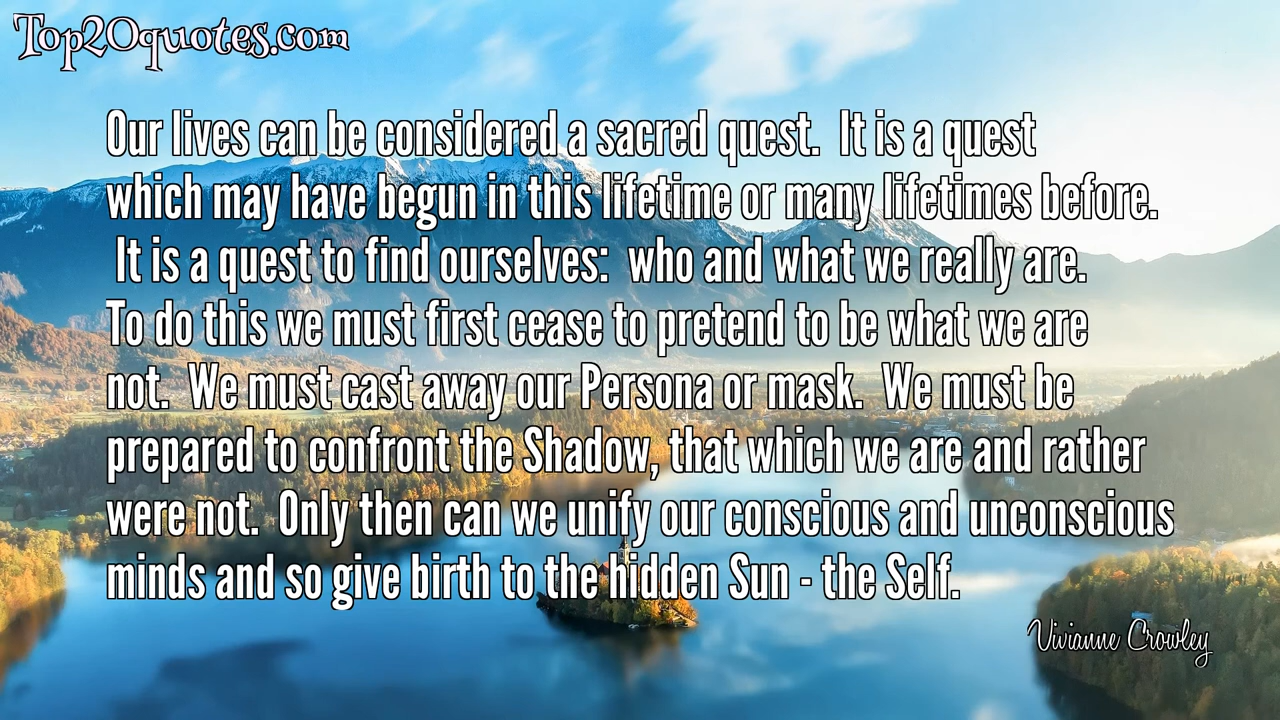 Top20quotes.com
Our lives can be considered a sacred quest.  It is a quest
which may have begun in this lifetime or many lifetimes before.
It is a quest to find ourselves:  who and what we really are.
To do this we must first cease to pretend to be what we are
not.  We must cast away our Persona or mask.  We must be
prepared to confront the Shadow, that which we are and rather
were not.  Only then can we unify our conscious and unconscious
minds and so give birth to the hidden Sun - the Self.
Vivianne Crowley